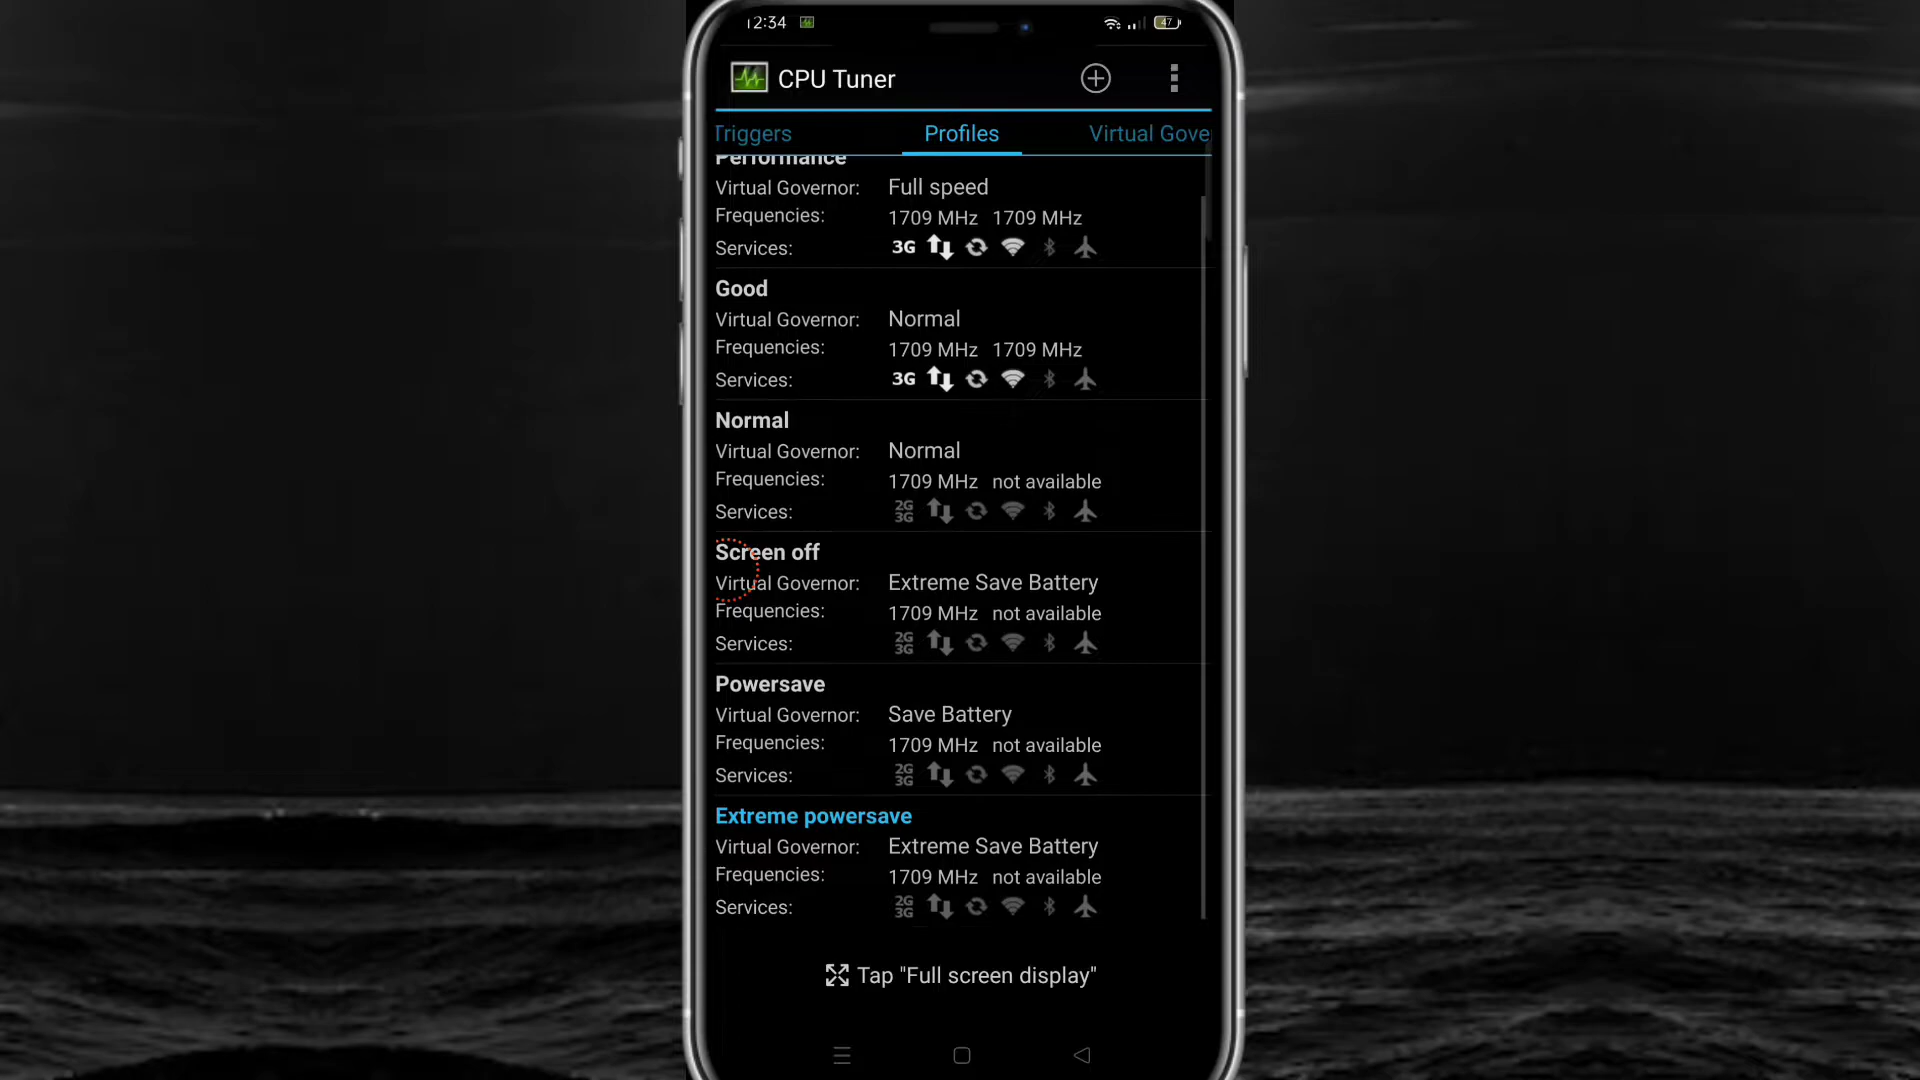 12:34
47
CPU Tuner
Triggers
Profiles
Virtual Gove
Performance
Virtual Governor: Full speed
Frequencies: 1709 MHz 1709 MHz
Services: 3G
Good
Virtual Governor: Normal
Frequencies: 1709 MHz 1709 MHz
Services: 3G
Normal
Virtual Governor: Normal
Frequencies: 1709 MHz not available
Services: 2G 3G
Screen off
Virtual Governor: Extreme Save Battery
Frequencies: 1709 MHz not available
Services: 2G 3G
Powersave
Virtual Governor: Save Battery
Frequencies: 1709 MHz not available
Services: 2G 3G
Extreme powersave
Virtual Governor: Extreme Save Battery
Frequencies: 1709 MHz not available
Services: 2G 3G
Tap "Full screen display"